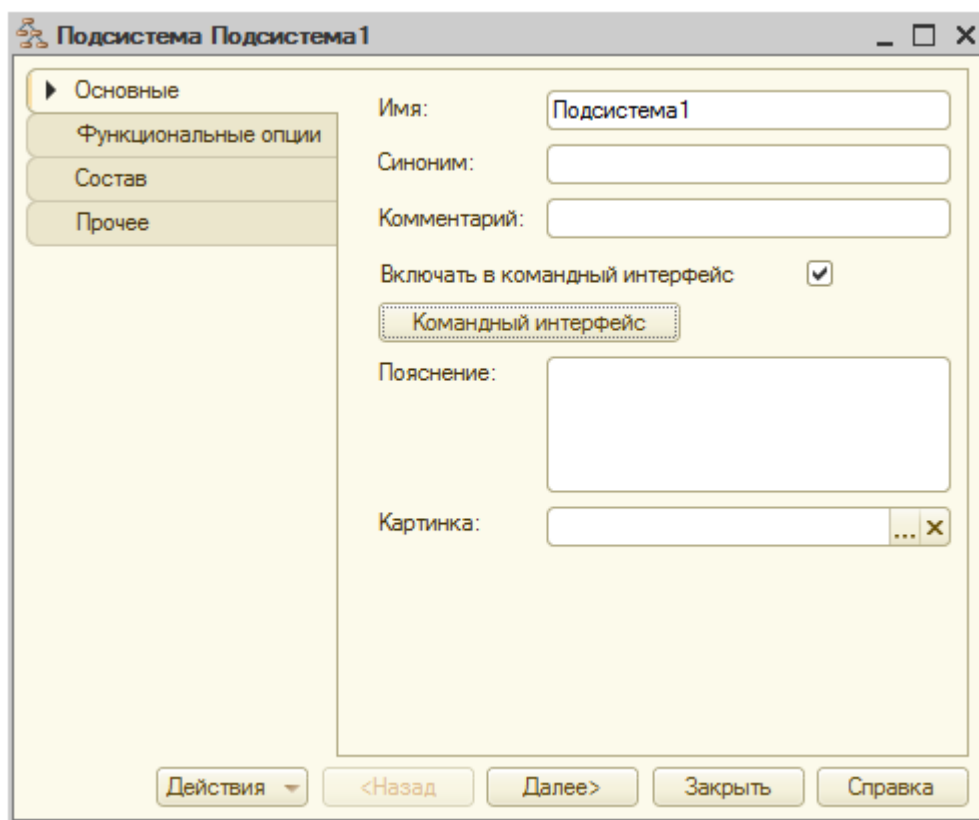 Подсистема Подсистема1
Основные
Функциональные опции
Состав
Прочее
Имя: Подсистема1
Синоним:
Комментарий:
Включать в командный интерфейс
Командный интерфейс
Пояснение:
Картинка: ...
Действия <Назад Далее> Закрыть Справка